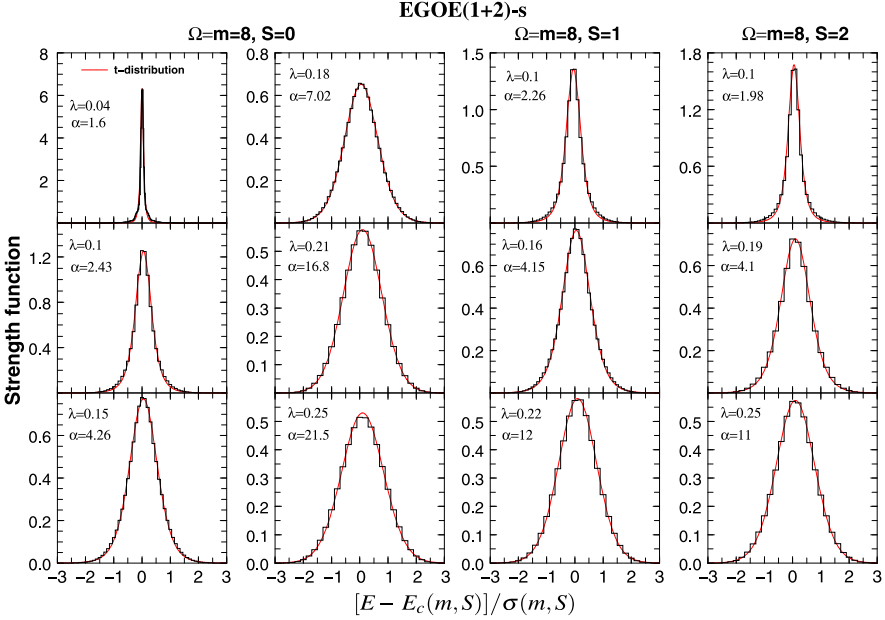 EGOE(1+2)-s
Ω=m=8, S=0
Ω=m=8, S=1
Ω=m=8, S=2
Strength function
t-distribution
λ=0.04
α=1.6
8
6
4
2
λ=0.18
α=7.02
0.8
0.6
0.4
0.2
λ=0.1
α=2.26
1.5
1.0
0.5
λ=0.1
α=1.98
1.8
1.2
0.6
λ=0.1
α=2.43
1.2
0.8
0.4
λ=0.21
α=16.8
0.5
0.4
0.3
0.2
0.1
λ=0.16
α=4.15
0.6
0.4
0.2
λ=0.19
α=4.1
0.6
0.4
0.2
λ=0.15
α=4.26
0.6
0.4
0.2
0.0
λ=0.25
α=21.5
0.5
0.4
0.3
0.2
0.1
0.0
λ=0.22
α=12
0.5
0.4
0.3
0.2
0.1
0.0
λ=0.25
α=11
0.5
0.4
0.3
0.2
0.1
0.0
−3 −2 −1 0 1 2 3
−3 −2 −1 0 1 2 3
−3 −2 −1 0 1 2 3
−3 −2 −1 0 1 2 3
[E − E_c(m,S)]/σ(m,S)